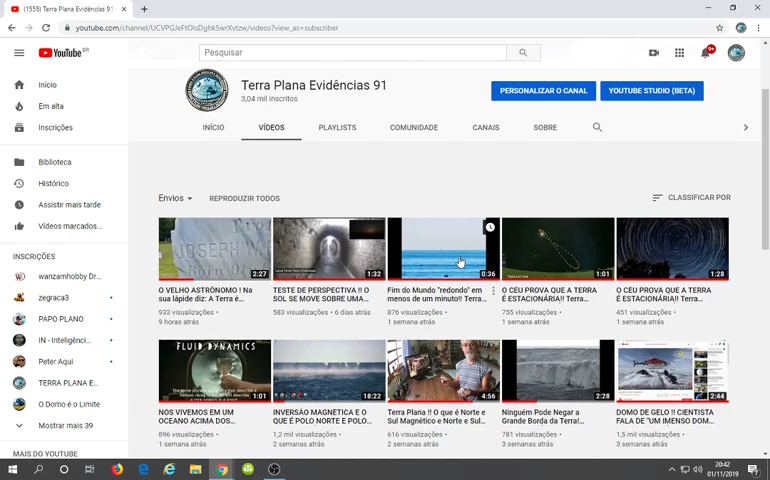 (1555) Terra Plana Evidências 91
youtube.com/channel/UCVPGJeFtOlsDghk5wrXvtzw/videos?view_as=subscriber
YouTube BR
Pesquisar
9+
Início
Em alta
Inscrições
Biblioteca
Histórico
Assistir mais tarde
Vídeos marcados...
INSCRIÇÕES
wanzamhobby Dr...
zegraca3
PAPO PLANO
IN - Inteligênci...
Peter Aqui
TERRA PLANA E...
O Domo é o Limite
Mostrar mais 39
MAIS DO YOUTUBE
Terra Plana Evidências 91
3,04 mil inscritos
PERSONALIZAR O CANAL
YOUTUBE STUDIO (BETA)
INÍCIO VÍDEOS PLAYLISTS COMUNIDADE CANAIS SOBRE
Envios REPRODUZIR TODOS CLASSIFICAR POR
JOSEPH W
2:27
O VELHO ASTRÔNOMO ! Na
sua lápide diz: A Terra é...
933 visualizações •
9 horas atrás
1:32
TESTE DE PERSPECTIVA !! O
SOL SE MOVE SOBRE UMA...
583 visualizações • 6 dias atrás
0:36
Fim do Mundo "redondo" em
menos de um minuto!! Terra...
876 visualizações •
1 semana atrás
1:01
O CÉU PROVA QUE A TERRA
É ESTACIONÁRIA!! Terra...
755 visualizações •
1 semana atrás
1:28
O CÉU PROVA QUE A TERRA
É ESTACIONÁRIA!! Terra...
451 visualizações •
1 semana atrás
FLUID DYNAMICS
1:01
NÓS VIVEMOS EM UM
OCEANO ACIMA DOS...
896 visualizações •
1 semana atrás
18:22
INVERSÃO MAGNETICA E O
QUE É POLO NORTE E POLO...
1,2 mil visualizações •
2 semanas atrás
4:56
Terra Plana !! O que é Norte e
Sul Magnético e Norte e Sul...
616 visualizações •
2 semanas atrás
2:28
Ninguém Pode Negar a
Grande Borda da Terra!...
781 visualizações •
3 semanas atrás
2:44
DOMO DE GELO !! CIENTISTA
FALA DE "UM IMENSO DOM...
1,5 mil visualizações •
3 semanas atrás
20:42
01/11/2019